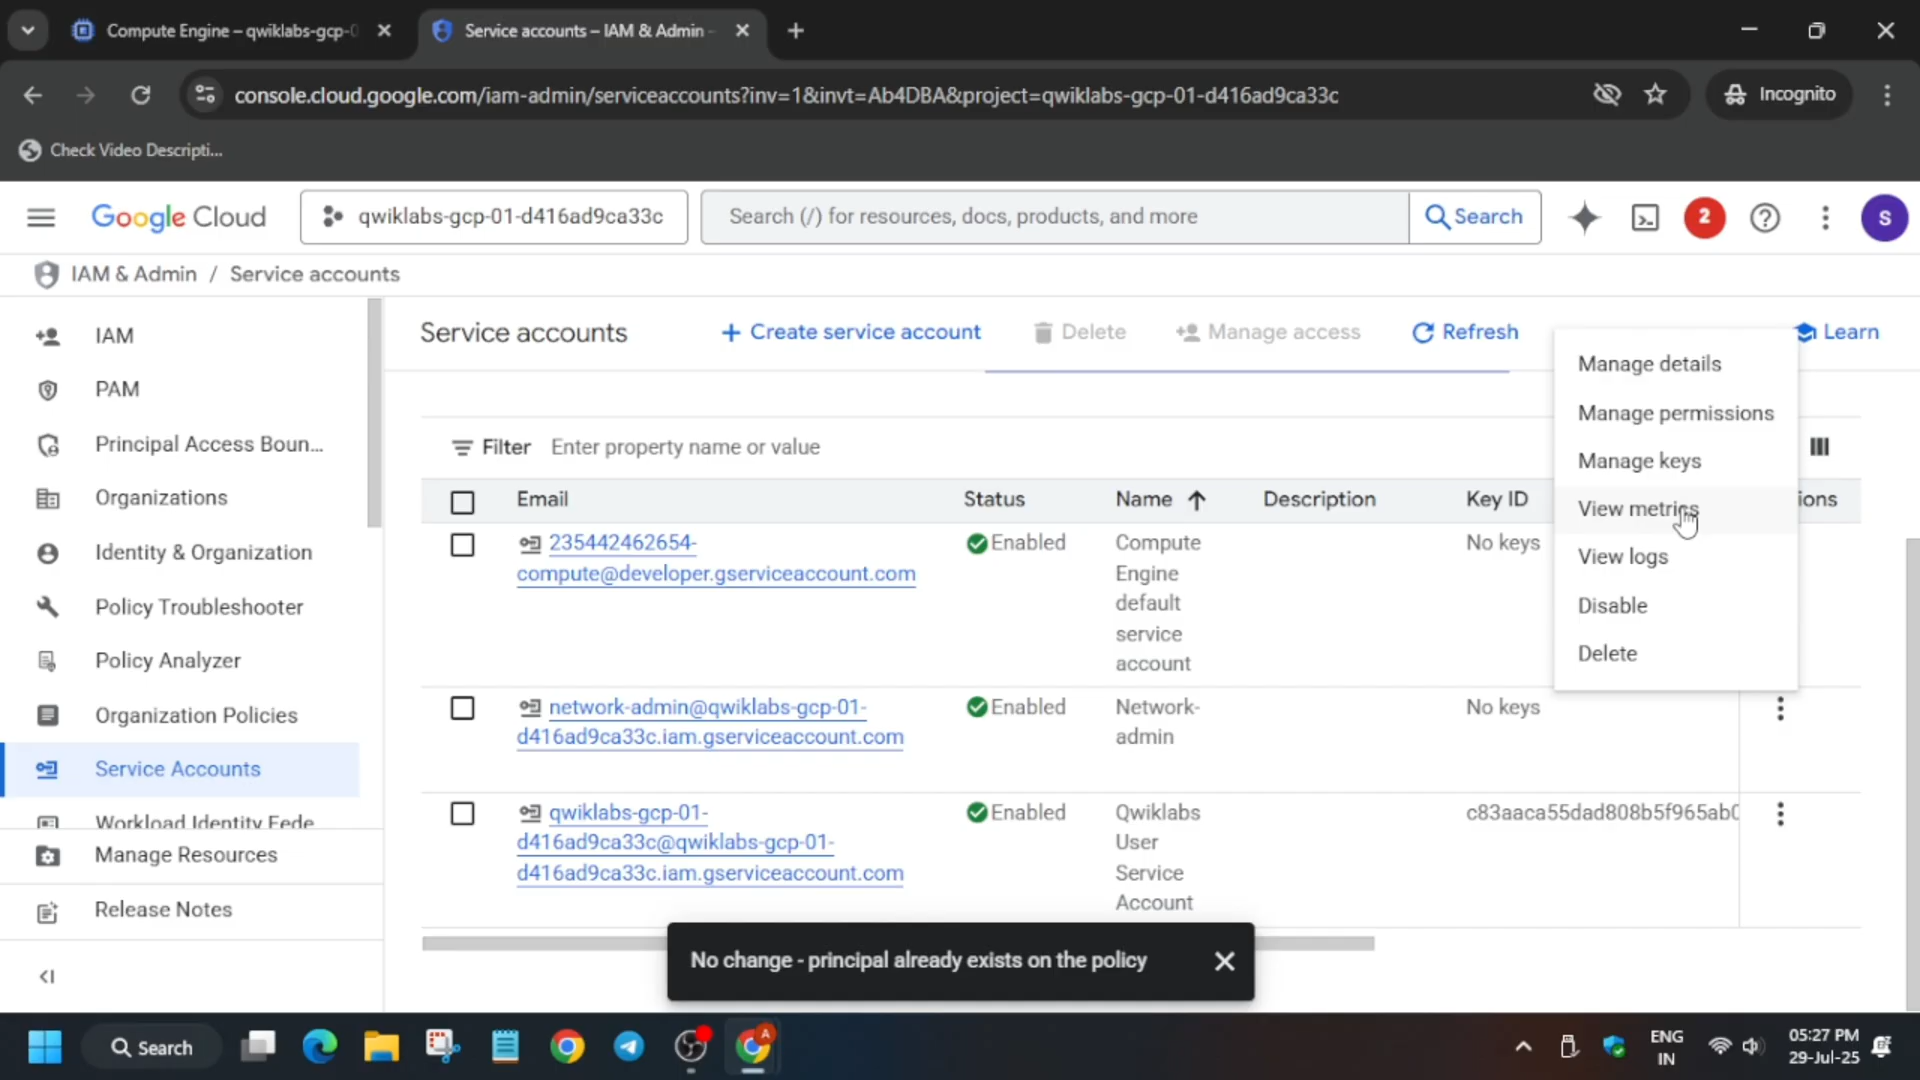 Compute Engine – qwiklabs-gcp-0
Service accounts – IAM & Admin -
console.cloud.google.com/iam-admin/serviceaccounts?inv=1&invt=Ab4DBA&project=qwiklabs-gcp-01-d416ad9ca33c
Incognito
Check Video Descripti...
Google Cloud
qwiklabs-gcp-01-d416ad9ca33c
Search (/) for resources, docs, products, and more
Search
2
S
IAM & Admin / Service accounts
IAM
PAM
Principal Access Boun...
Organizations
Identity & Organization
Policy Troubleshooter
Policy Analyzer
Organization Policies
Service Accounts
Workload Identity Fede
Manage Resources
Release Notes
Service accounts
Create service account
Delete
Manage access
Refresh
Learn
Manage details
Manage permissions
Manage keys
View metrics
View logs
Disable
Delete
Filter Enter property name or value
Email Status Name Description Key ID ions
235442462654-
compute@developer.gserviceaccount.com
Enabled
Compute
Engine
default
service
account
No keys
network-admin@qwiklabs-gcp-01-
d416ad9ca33c.iam.gserviceaccount.com
Enabled
Network-
admin
No keys
qwiklabs-gcp-01-
d416ad9ca33c@qwiklabs-gcp-01-
d416ad9ca33c.iam.gserviceaccount.com
Enabled
Qwiklabs
User
Service
Account
c83aaca55dad808b5f965ab0
No change - principal already exists on the policy
Search
A
ENG
IN
05:27 PM
29-Jul-25